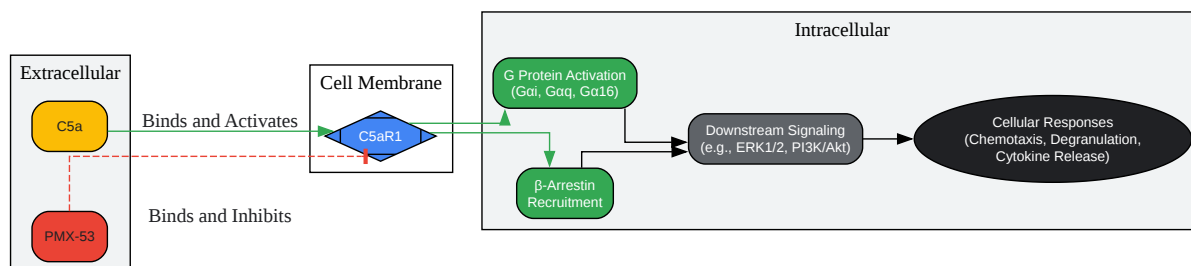 Extracellular
C5a
PMX-53
Binds and Activates
Binds and Inhibits
Cell Membrane
C5aR1
Intracellular
G Protein Activation
(Gαi, Gαq, Gα16)
β-Arrestin
Recruitment
Downstream Signaling
(e.g., ERK1/2, PI3K/Akt)
Cellular Responses
(Chemotaxis, Degranulation,
Cytokine Release)